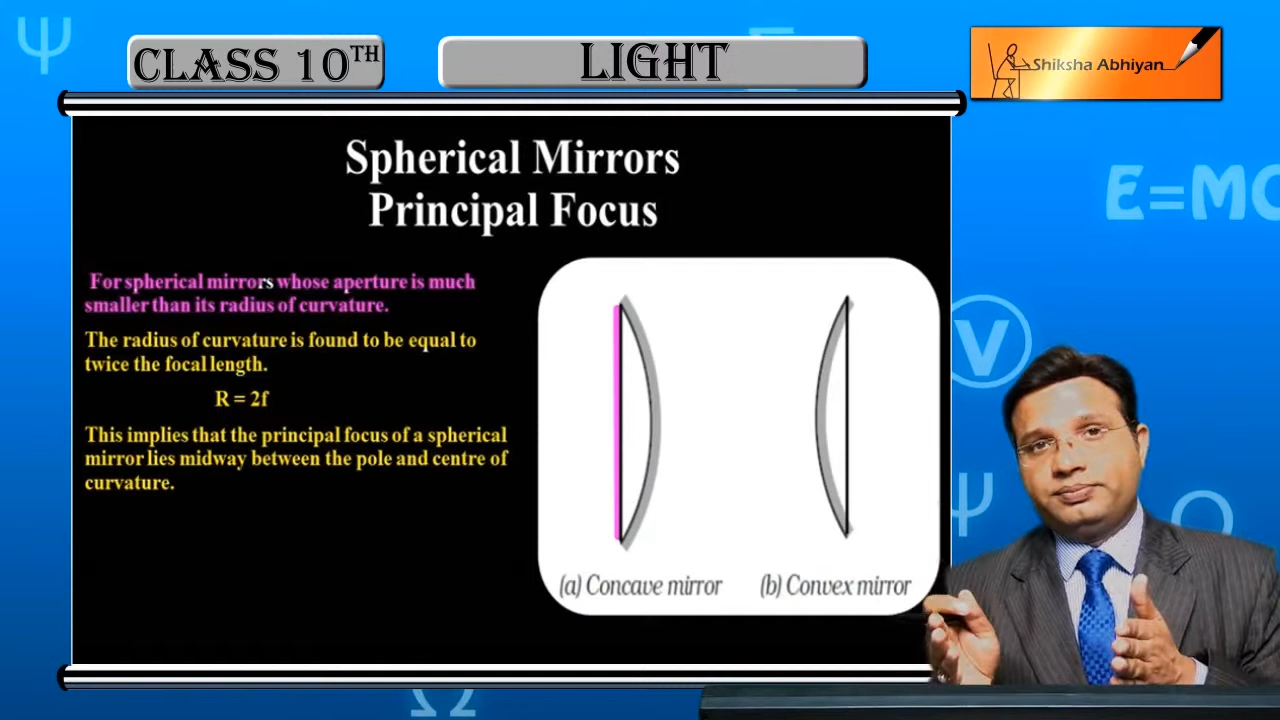 CLASS 10TH
LIGHT
Shiksha Abhiyan
Spherical Mirrors
Principal Focus
For spherical mirrors whose aperture is much
smaller than its radius of curvature.
The radius of curvature is found to be equal to
twice the focal length.
R = 2f
This implies that the principal focus of a spherical
mirror lies midway between the pole and centre of
curvature.
(a) Concave mirror
(b) Convex mirror
Ψ
E=MC
V
Ψ
Ω
Ω